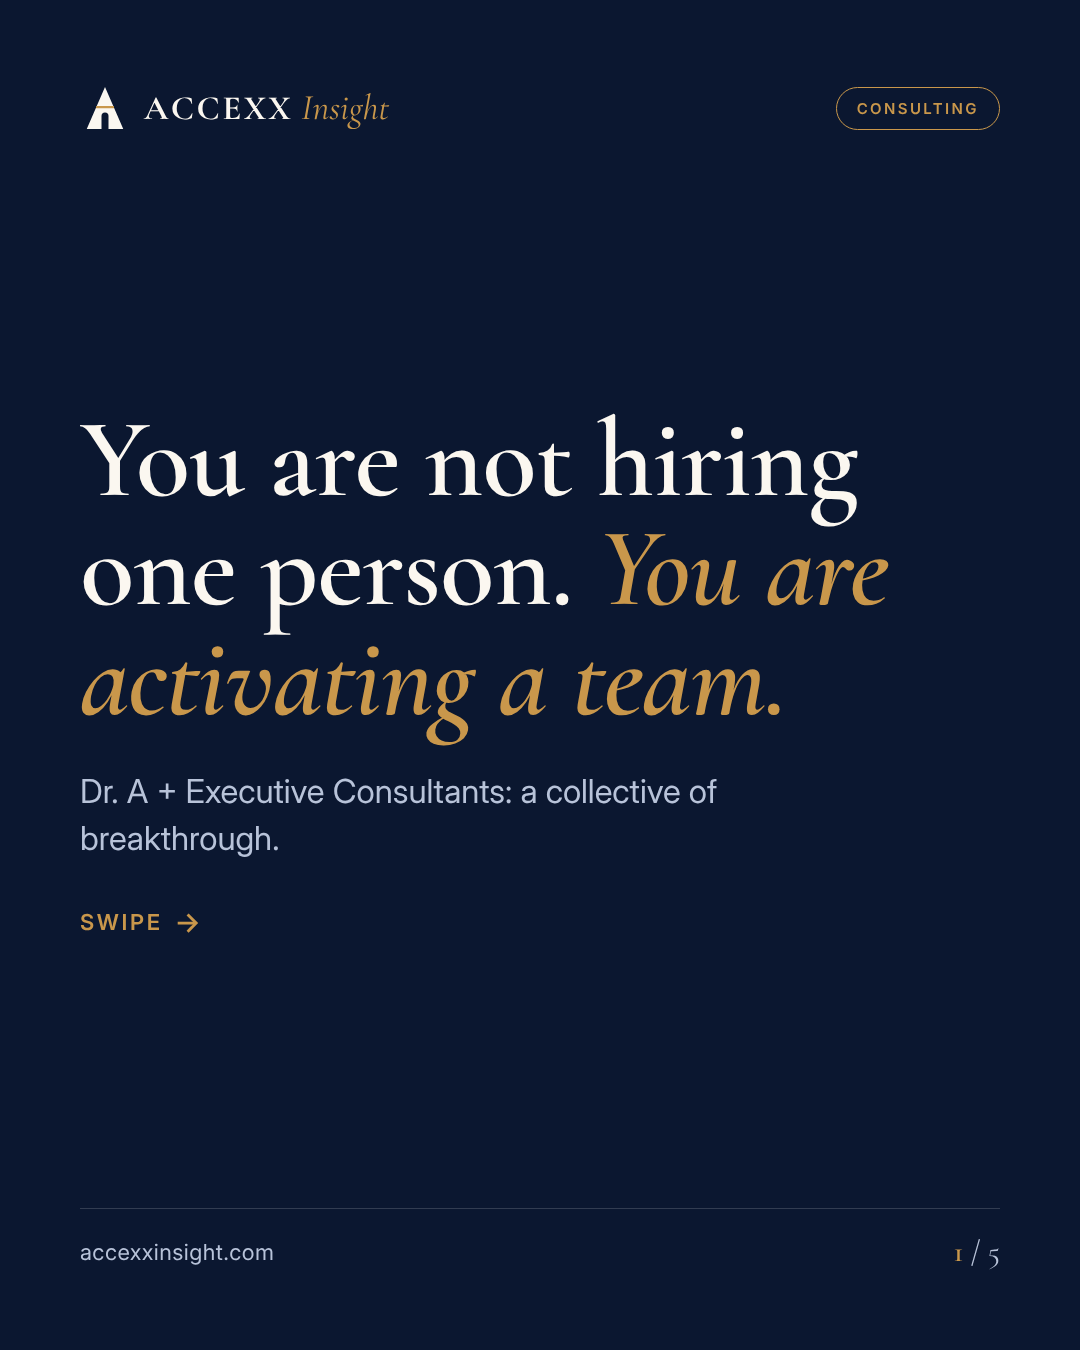 ACCEXX Insight
CONSULTING
You are not hiring
one person. You are
activating a team.
Dr. A + Executive Consultants: a collective of
breakthrough.
SWIPE →
accexxinsight.com
1 / 5